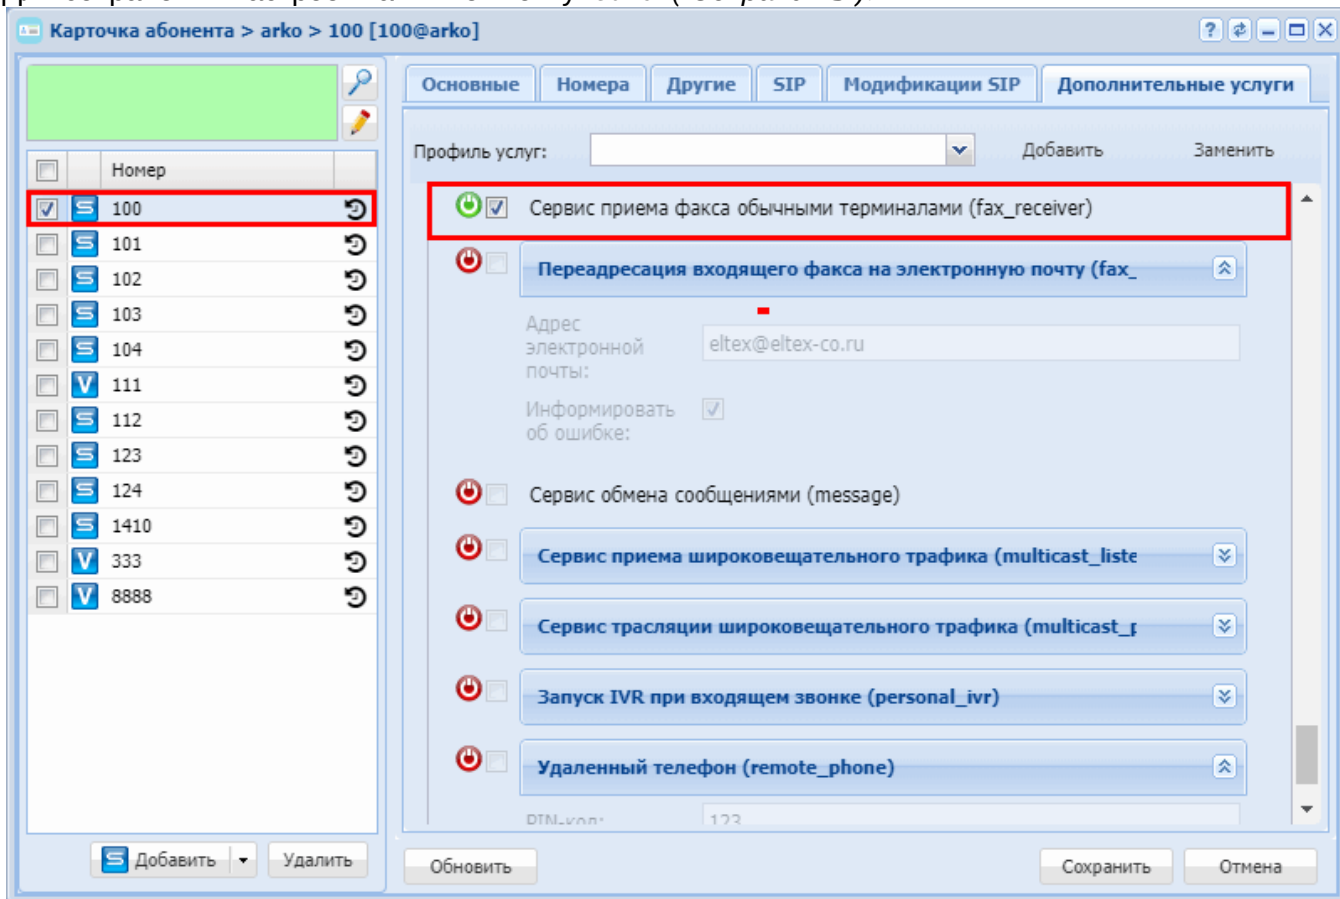 Карточка абонента > arko > 100 [100@arko]
Основные Номера Другие SIP Модификации SIP Дополнительные услуги
Профиль услуг: Добавить Заменить
Номер
100
101
102
103
104
111
112
123
124
1410
333
8888
Сервис приема факса обычными терминалами (fax_receiver)
Переадресация входящего факса на электронную почту (fax_
Адрес
электронной
почты:
eltex@eltex-co.ru
Информировать
об ошибке:
Сервис обмена сообщениями (message)
Сервис приема широковещательного трафика (multicast_liste
Сервис трасляции широковещательного трафика (multicast_p
Запуск IVR при входящем звонке (personal_ivr)
Удаленный телефон (remote_phone)
PIN-код: 123
Добавить Удалить
Обновить Сохранить Отмена